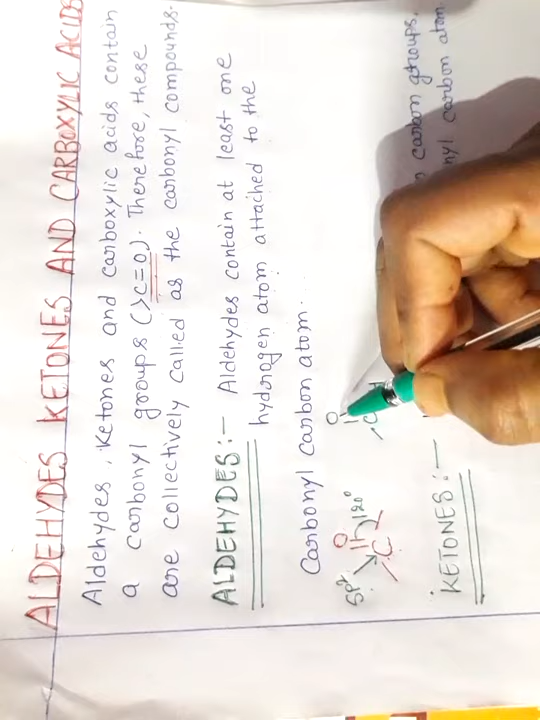 ALDEHYDES KETONES AND CARBOXYLIC ACIDS
Aldehydes, Ketones and carboxylic acids contain
a carbonyl groups (>C=O). Therefore, these
are collectively called as the carbonyl compounds.
ALDEHYDES:- Aldehydes contain at least one
hydrogen atom attached to the
Carbonyl carbon atom.
Sp² O C 120°
O C
KETONES:- carbon groups.
carbon atom